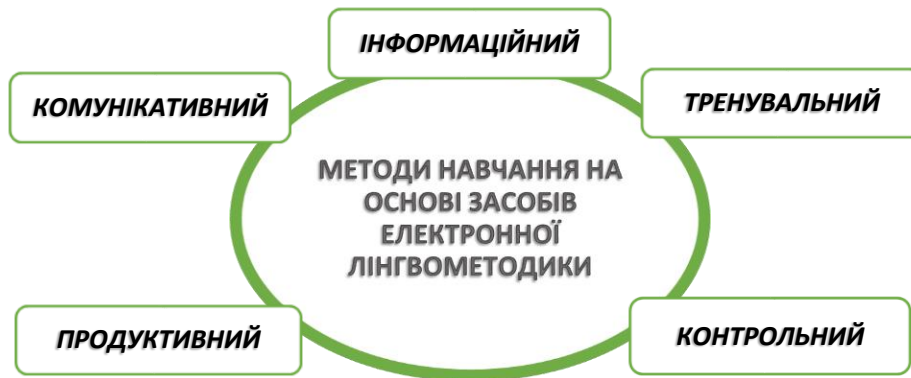 ІНФОРМАЦІЙНИЙ
КОМУНІКАТИВНИЙ
ТРЕНУВАЛЬНИЙ
МЕТОДИ НАВЧАННЯ НА
ОСНОВІ ЗАСОБІВ
ЕЛЕКТРОННОЇ
ЛІНГВОМЕТОДИКИ
ПРОДУКТИВНИЙ
КОНТРОЛЬНИЙ